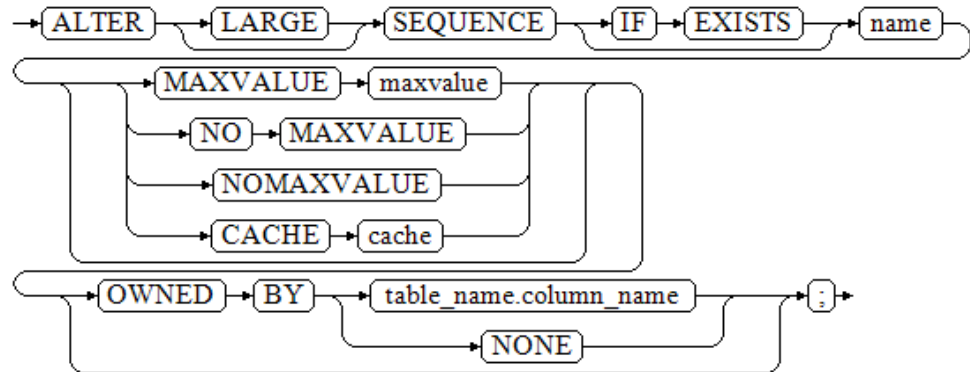 ALTER LARGE SEQUENCE IF EXISTS name
MAXVALUE maxvalue
NO MAXVALUE
NOMAXVALUE
CACHE cache
OWNED BY table_name.column_name ;
NONE